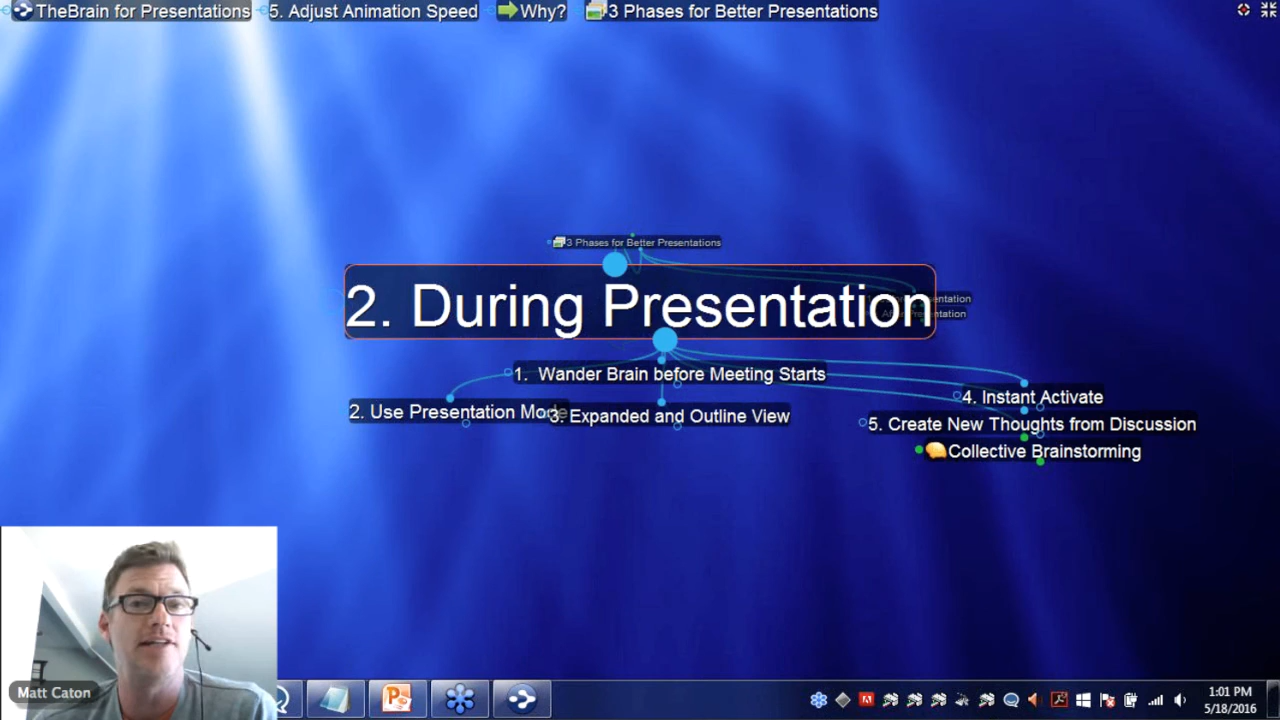 TheBrain for Presentations
5. Adjust Animation Speed
Why?
3 Phases for Better Presentations
3 Phases for Better Presentations
2. During Presentation
Presentation
1. Wander Brain before Meeting Starts
2. Use Presentation Mode
3. Expanded and Outline View
4. Instant Activate
5. Create New Thoughts from Discussion
Collective Brainstorming
Matt Caton
1:01 PM
5/18/2016